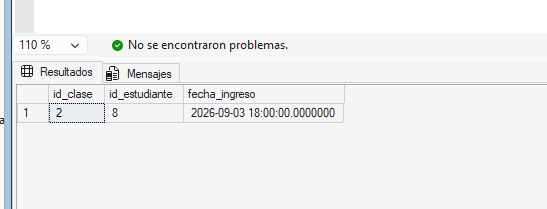 110 % No se encontraron problemas.
Resultados Mensajes
id_clase id_estudiante fecha_ingreso
1 2 8 2026-09-03 18:00:00.0000000
a